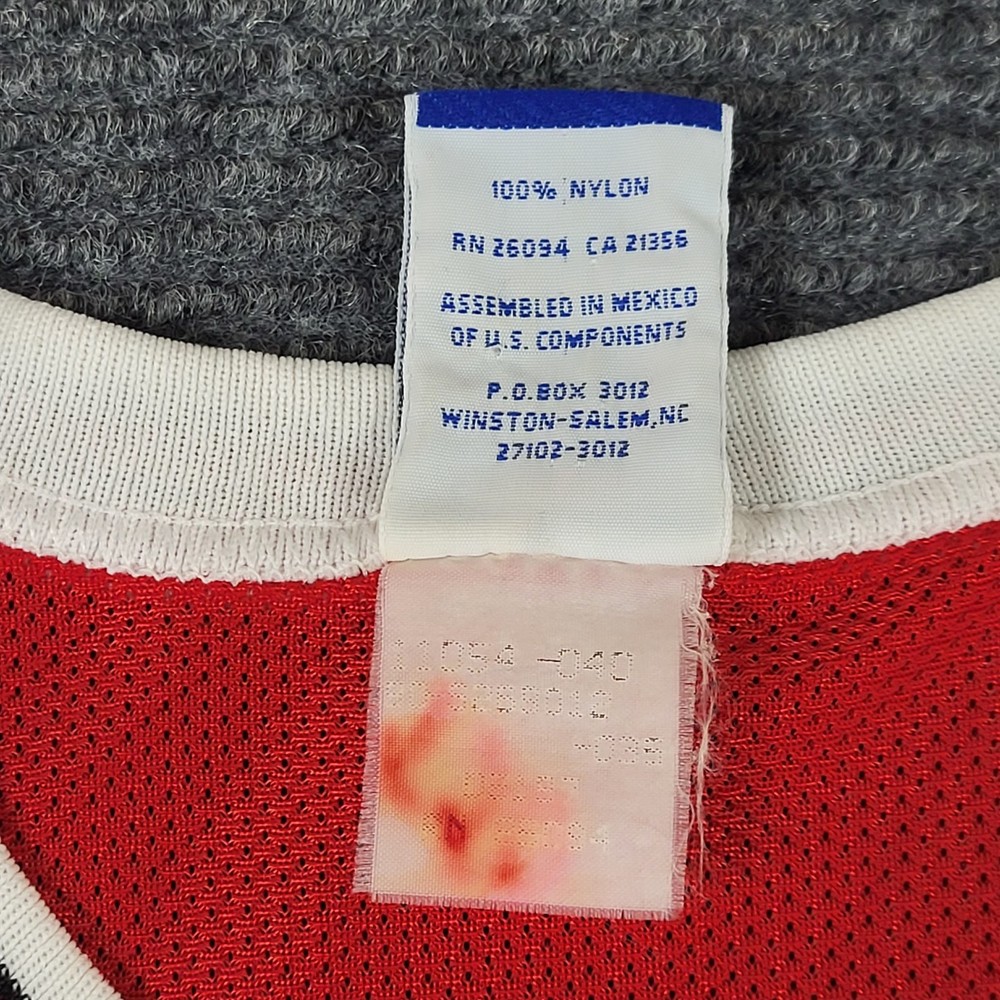 100% NYLON
RN 26094 CA 21356
ASSEMBLED IN MEXICO
OF U.S. COMPONENTS
P.O.BOX 3012
WINSTON-SALEM,NC
27102-3012
11094 -040